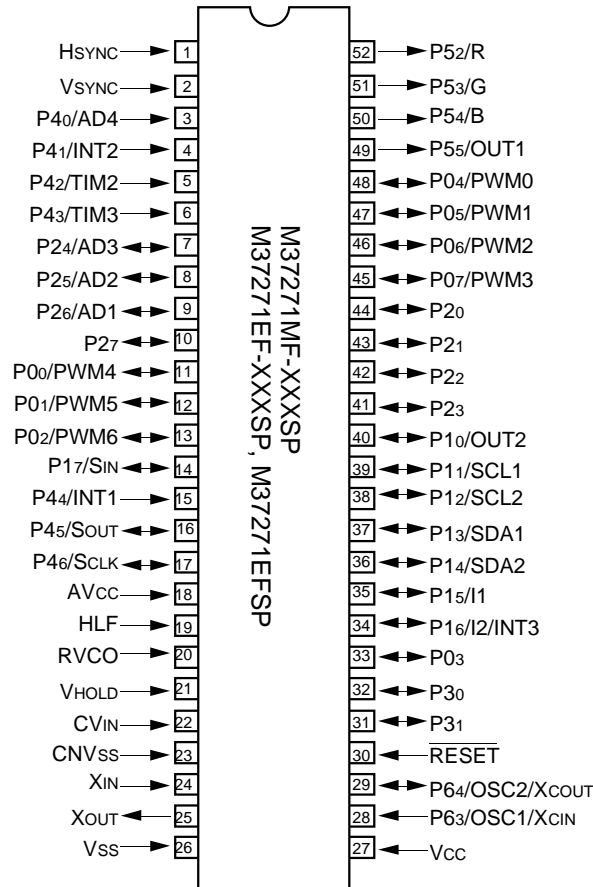 HSYNC 1 52 P52/R
VSYNC 2 51 P53/G
P40/AD4 3 50 P54/B
P41/INT2 4 49 P55/OUT1
P42/TIM2 5 48 P04/PWM0
P43/TIM3 6 47 P05/PWM1
P24/AD3 7 46 P06/PWM2
P25/AD2 8 45 P07/PWM3
P26/AD1 9 44 P20
P27 10 43 P21
P00/PWM4 11 42 P22
P01/PWM5 12 41 P23
P02/PWM6 13 40 P10/OUT2
P17/SIN 14 39 P11/SCL1
P44/INT1 15 38 P12/SCL2
P45/SOUT 16 37 P13/SDA1
P46/SCLK 17 36 P14/SDA2
AVCC 18 35 P15/I1
HLF 19 34 P16/I2/INT3
RVCO 20 33 P03
VHOLD 21 32 P30
CVIN 22 31 P31
CNVSS 23 30 RESET
XIN 24 29 P64/OSC2/XCOUT
XOUT 25 28 P63/OSC1/XCIN
VSS 26 27 VCC
M37271MF-XXXSP
M37271EF-XXXSP, M37271EFSP